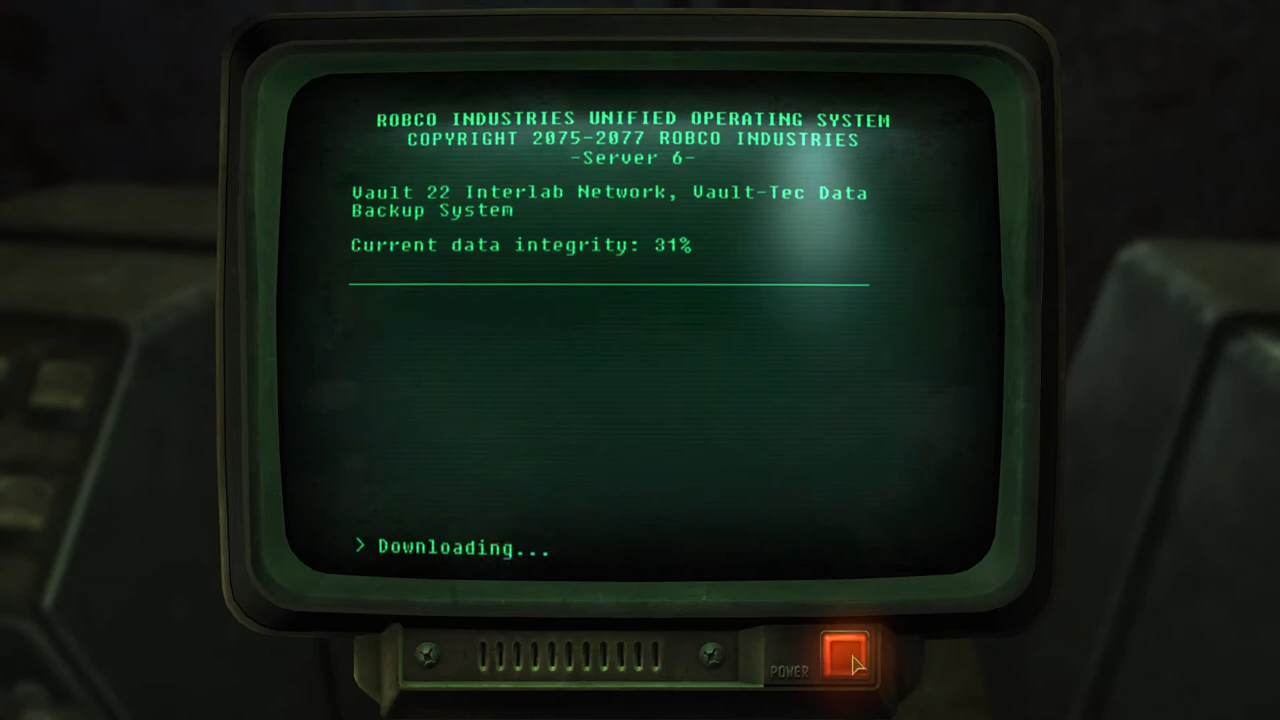 ROBCO INDUSTRIES UNIFIED OPERATING SYSTEM
COPYRIGHT 2075-2077 ROBCO INDUSTRIES
-Server 6-
Vault 22 Interlab Network, Vault-Tec Data
Backup System
Current data integrity: 31%
> Downloading...
POWER